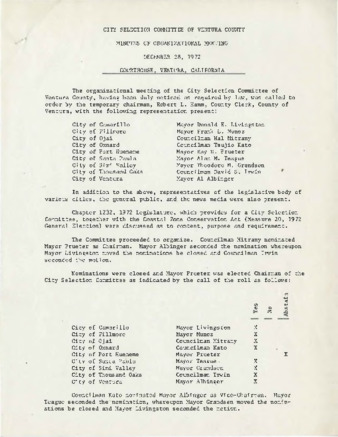 CITY SELECTION COMMITTEE OF VENTURA COUNTY
MINUTES OF ORGANIZATIONAL MEETING
DECEMBER 28, 1972
COURTHOUSE, VENTURA, CALIFORNIA
The organizational meeting of the City Selection Committee of
Ventura County, having been duly noticed as required by law, was called to
order by the temporary chairman, Robert L. Hamm, County Clerk, County of
Ventura, with the following representation present:
City of Camarillo Mayor Donald E. Livingston
City of Fillmore Mayor Frank L. Munos
City of Ojai Councilman Hal Mitrany
City of Oxnard Councilman Tsujio Kato
City of Port Hueneme Mayor Ray D. Prueter
City of Santa Paula Mayor Alan M. Teague
City of Simi Valley Mayor Theodore W. Grandsen
City of Thousand Oaks Councilman David S. Irwin
City of Ventura Mayor Al Albinger
In addition to the above, representatives of the legislative body of
various cities, the general public, and the news media were also present.
Chapter 1232, 1972 Legislature, which provides for a City Selection
Committee, together with the Coastal Zone Conservation Act (Measure 20, 1972
General Election) were discussed as to content, purpose and requirements.
The Committee proceeded to organize. Councilman Mitrany nominated
Mayor Prueter as Chairman. Mayor Albinger seconded the nomination whereupon
Mayor Livingston moved the nominations be closed and Councilman Irwin
seconded the motion.
Nominations were closed and Mayor Prueter was elected Chairman of the
City Selection Committee as indicated by the call of the roll as follows:
Yes No Abstain
City of Camarillo Mayor Livingston X
City of Fillmore Mayor Munos X
City of Ojai Councilman Mitrany X
City of Oxnard Councilman Kato X
City of Port Hueneme Mayor Prueter X
City of Santa Paula Mayor Teague X
City of Simi Valley Mayor Grandsen X
City of Thousand Oaks Councilman Irwin X
City of Ventura Mayor Albinger X
Councilman Kato nominated Mayor Albinger as Vice-Chairman. Mayor
Teague seconded the nomination, whereupon Mayor Grandsen moved the nomin-
ations be closed and Mayor Livingston seconded the motion.